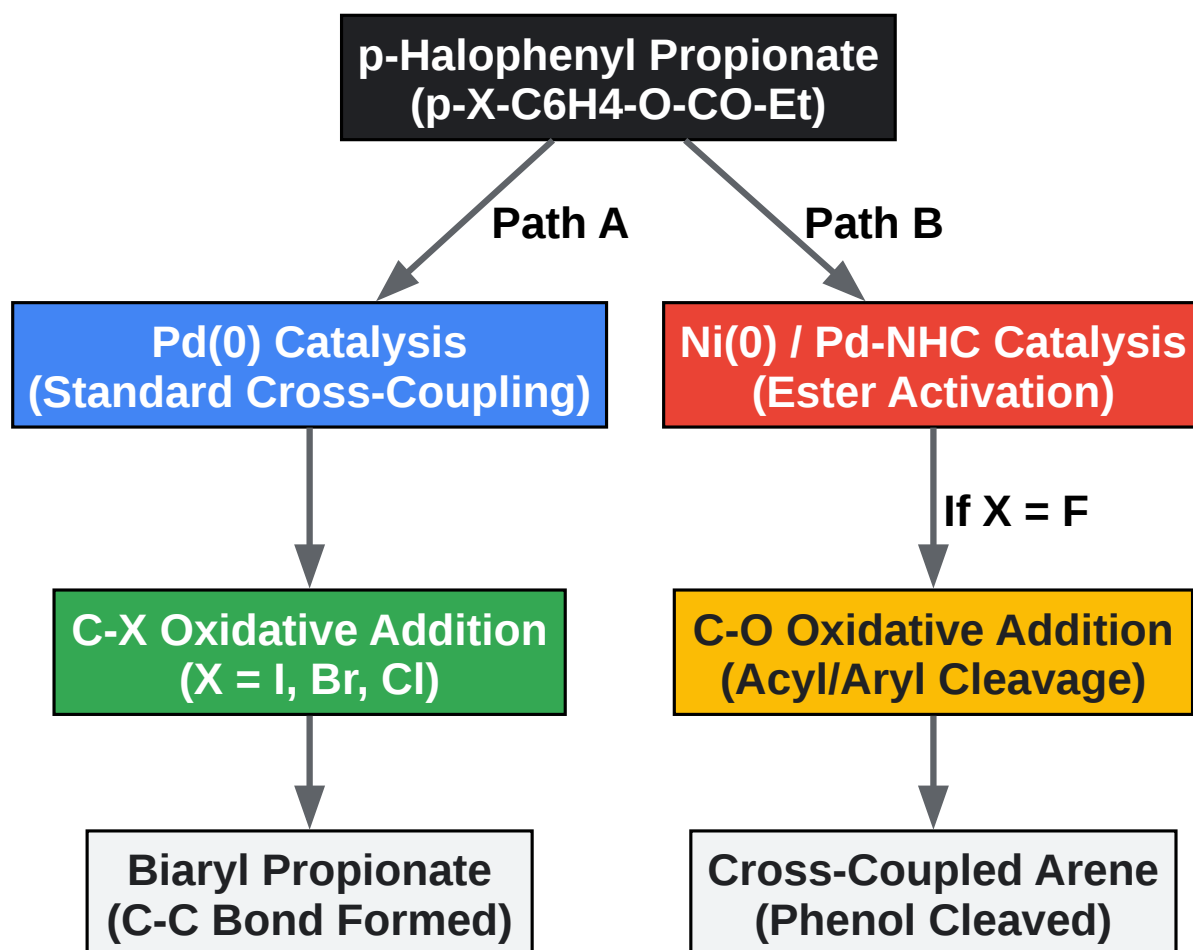 p-Halophenyl Propionate
(p-X-C6H4-O-CO-Et)
Path A
Path B
Pd(0) Catalysis
(Standard Cross-Coupling)
Ni(0) / Pd-NHC Catalysis
(Ester Activation)
If X = F
C-X Oxidative Addition
(X = I, Br, Cl)
C-O Oxidative Addition
(Acyl/Aryl Cleavage)
Biaryl Propionate
(C-C Bond Formed)
Cross-Coupled Arene
(Phenol Cleaved)